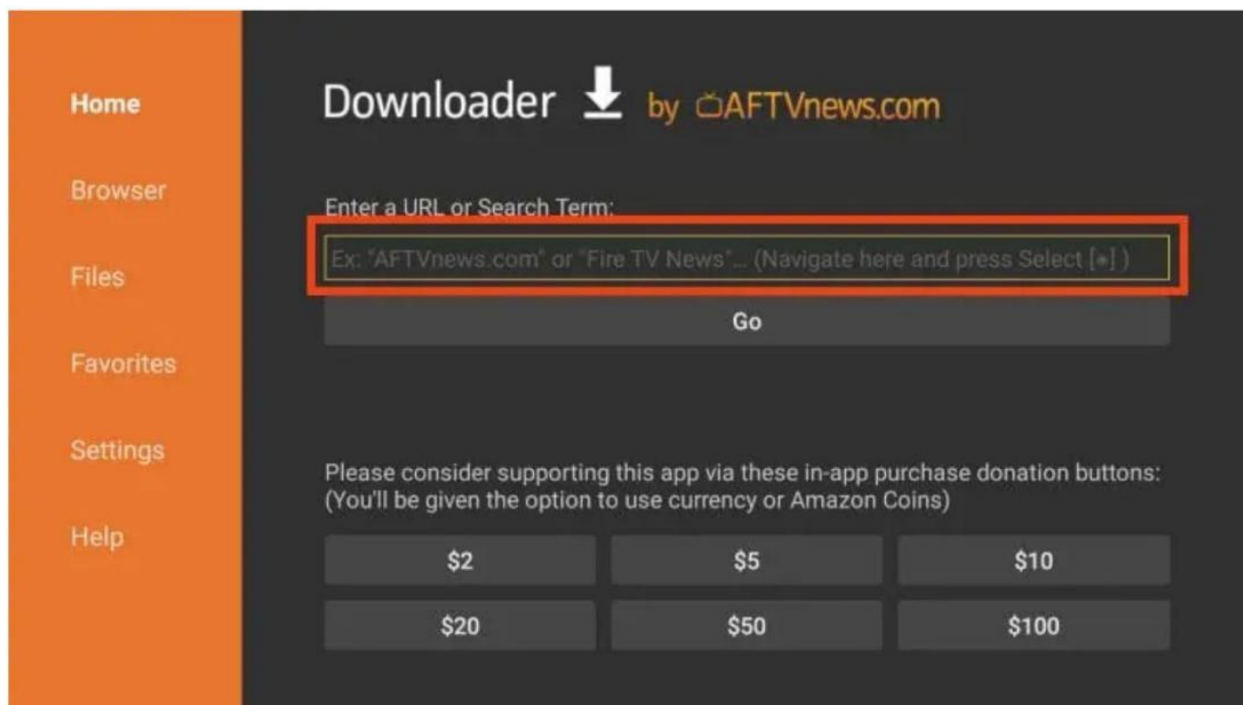 Home
Browser
Files
Favorites
Settings
Help
Downloader by AFTVnews.com
Enter a URL or Search Term:
Ex: "AFTVnews.com" or "Fire TV News"... (Navigate here and press Select [●] )
Go
Please consider supporting this app via these in-app purchase donation buttons:
(You'll be given the option to use currency or Amazon Coins)
$2 $5 $10
$20 $50 $100